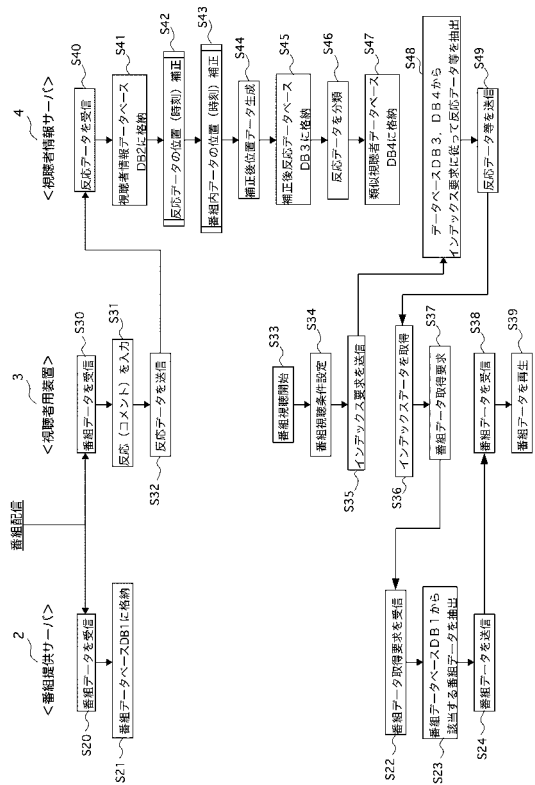 番組配信
2
<番組提供サーバ>
S20
番組データを受信
S21
番組データベースDB1に格納
S22
番組データ取得要求を受信
S23
番組データベースDB1から
該当する番組データを抽出
S24
番組データを送信
3
<視聴者用装置>
S30
番組データを受信
S31
反応(コメント)を入力
S32
反応データを送信
S33
番組視聴開始
S34
番組視聴条件設定
S35
インデックス要求を送信
S36
インデックスデータを取得
S37
番組データ取得要求
S38
番組データを受信
S39
番組データを再生
4
<視聴者情報サーバ>
S40
反応データを受信
S41
視聴者情報データベース
DB2に格納
S42
反応データの位置(時刻)補正
S43
番組内データの位置(時刻)補正
S44
補正後位置データ生成
S45
補正後反応データベース
DB3に格納
S46
反応データを分類
S47
類似視聴者データベース
DB4に格納
S48
データベースDB3、DB4から
インデックス要求に従って反応データ等を抽出
S49
反応データ等を送信